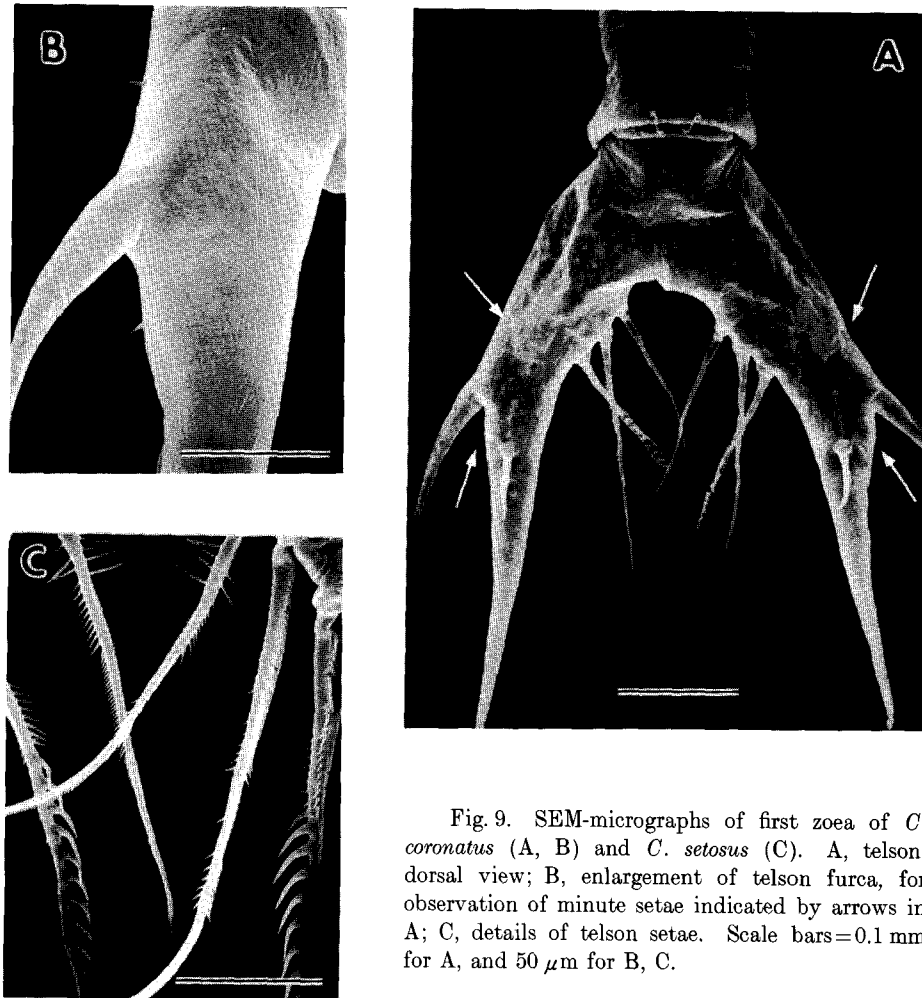 B
A
C
Fig. 9. SEM-micrographs of first zoea of C
coronatus (A, B) and C. setosus (C). A, telson
dorsal view; B, enlargement of telson furca, for
observation of minute setae indicated by arrows in
A; C, details of telson setae. Scale bars=0.1 mm
for A, and 50 μm for B, C.